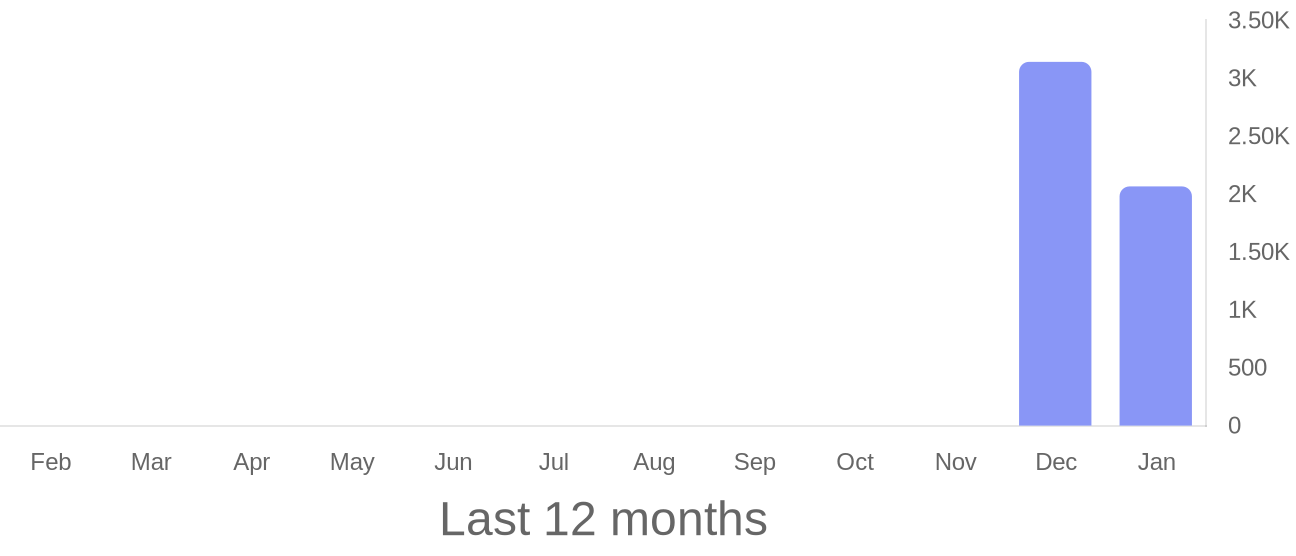 3.50K
3K
2.50K
2K
1.50K
1K
500
0
Feb Mar Apr May Jun Jul Aug Sep Oct Nov Dec Jan
Last 12 months